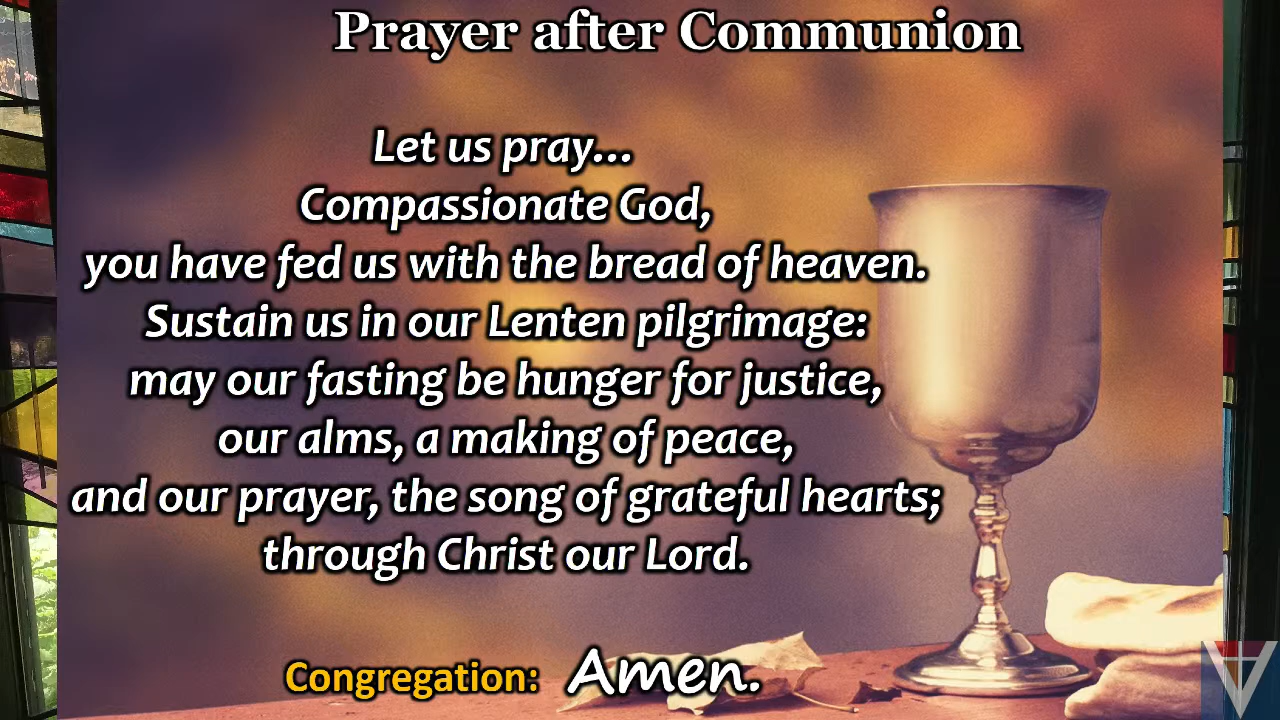 Prayer after Communion
Let us pray...
Compassionate God,
you have fed us with the bread of heaven.
Sustain us in our Lenten pilgrimage:
may our fasting be hunger for justice,
our alms, a making of peace,
and our prayer, the song of grateful hearts;
through Christ our Lord.
Congregation: Amen.